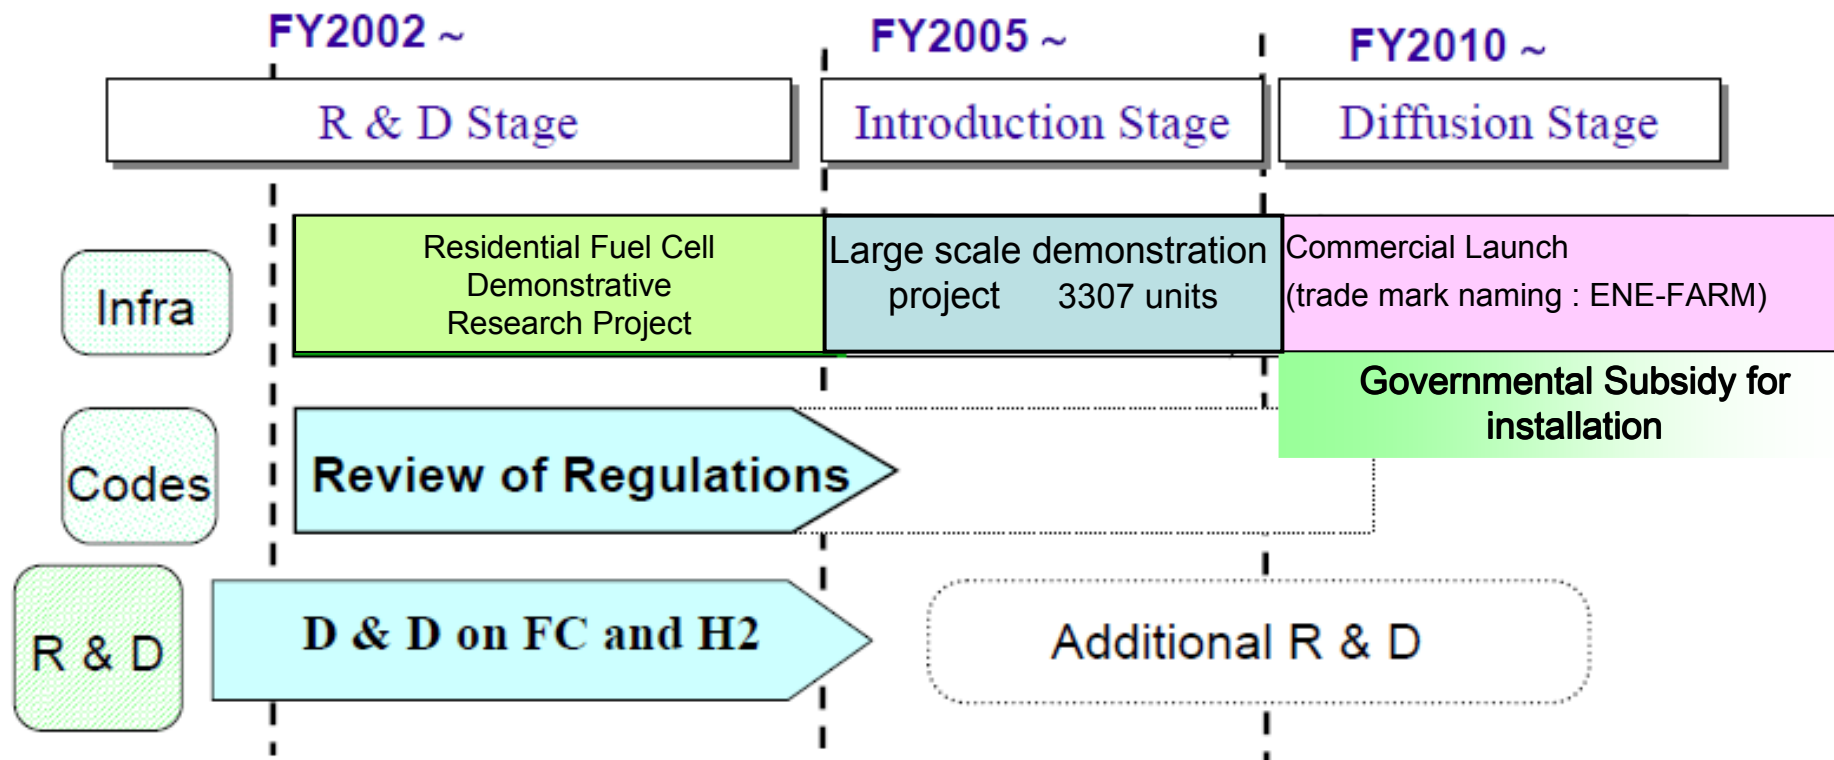 FY2002 ~
FY2005 ~
FY2010 ~
R & D Stage
Introduction Stage
Diffusion Stage
Infra
Residential Fuel Cell
Demonstrative
Research Project
Large scale demonstration
project 3307 units
Commercial Launch
(trade mark naming : ENE-FARM)
Governmental Subsidy for
installation
Codes
Review of Regulations
R & D
D & D on FC and H2
Additional R & D